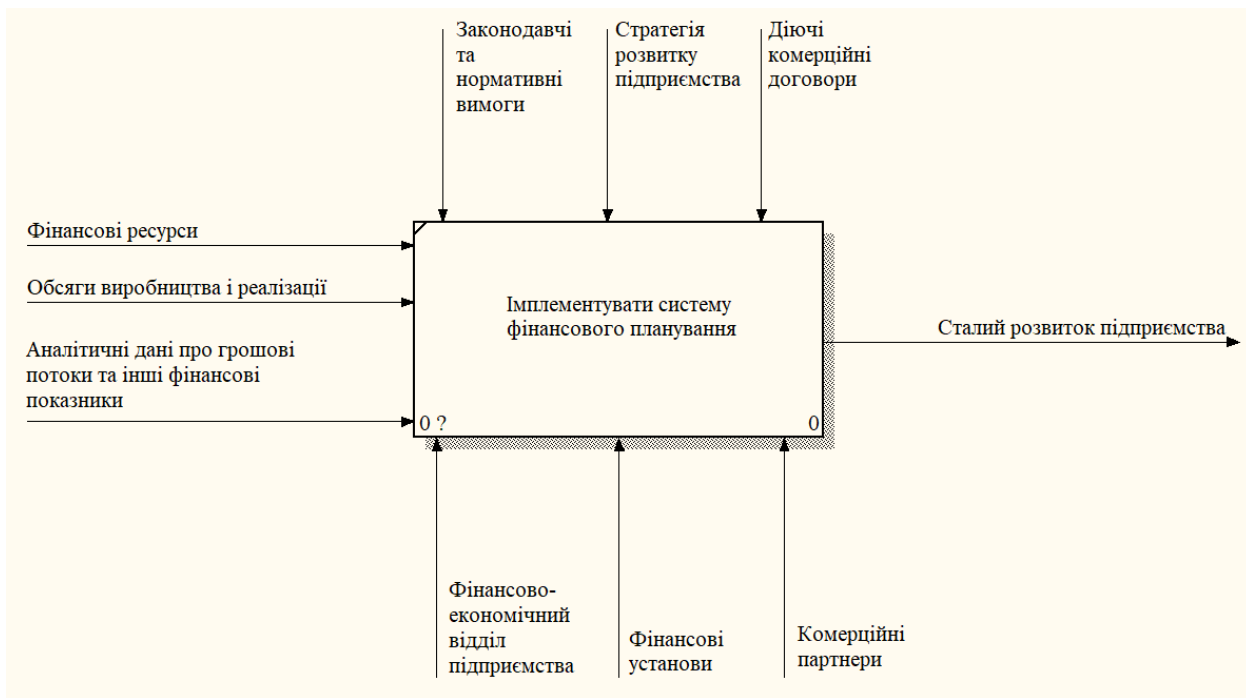 Законодавчі
та
нормативні
вимоги
Стратегія
розвитку
підприємства
Діючі
комерційні
договори
Фінансові ресурси
Обсяги виробництва і реалізації
Аналітичні дані про грошові
потоки та інші фінансові
показники
Імплементувати систему
фінансового планування
0 ?
0
Сталий розвиток підприємства
Фінансово-
економічний
відділ
підприємства
Фінансові
установи
Комерційні
партнери